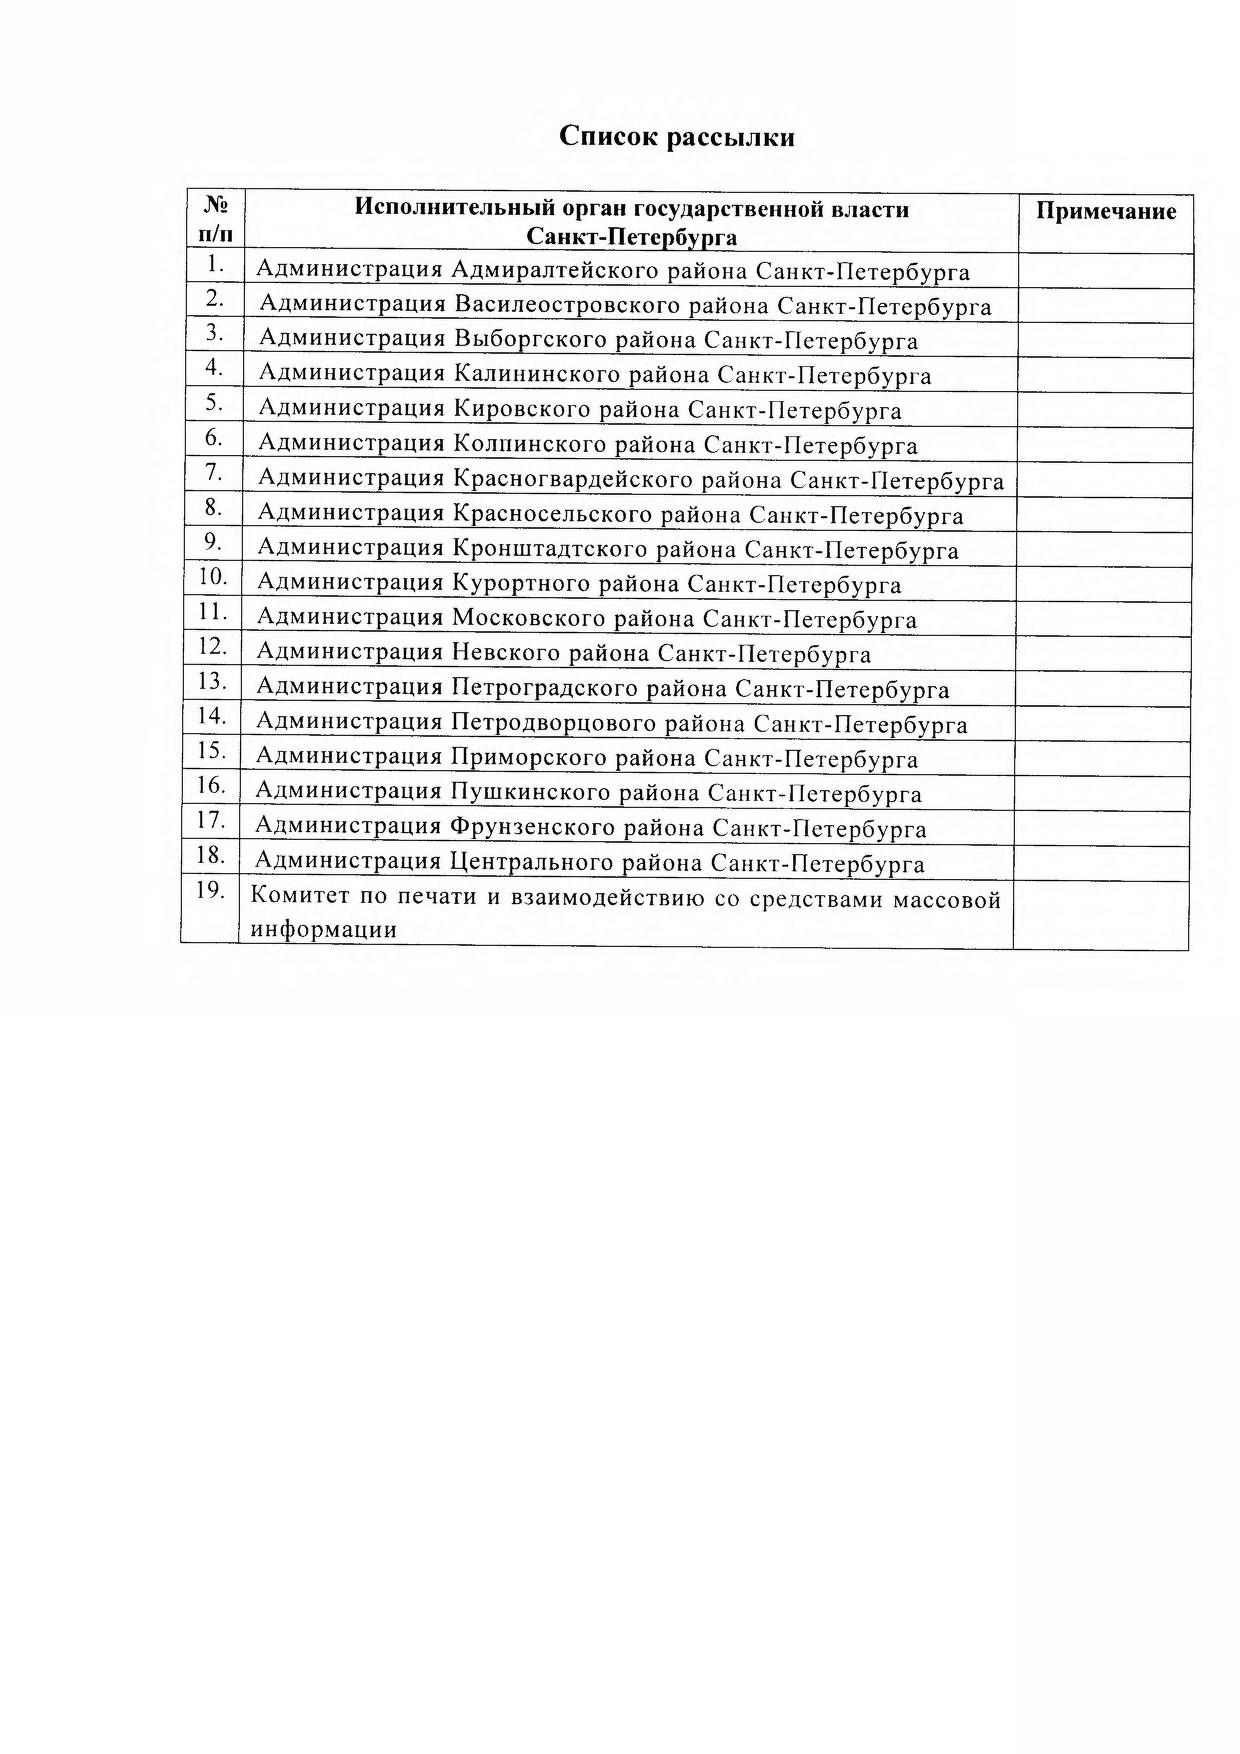 Список рассылки
№ Исполнительный орган государственной власти Примечание
п/п Санкт-Петербурга
1. Администрация Адмиралтейского района Санкт-Петербурга
2. Администрация Василеостровского района Санкт-Петербурга
3. Администрация Выборгского района Санкт-Петербурга
4. Администрация Калининского района Санкт-Петербурга
5. Администрация Кировского района Санкт-Петербурга
6. Администрация Колпинского района Санкт-Петербурга
7. Администрация Красногвардейского района Санкт-Петербурга
8. Администрация Красносельского района Санкт-Петербурга
9. Администрация Кронштадтского района Санкт-Петербурга
10. Администрация Курортного района Санкт-Петербурга
11. Администрация Московского района Санкт-Петербурга
12. Администрация Невского района Санкт-Петербурга
13. Администрация Петроградского района Санкт-Петербурга
14. Администрация Петродворцового района Санкт-Петербурга
15. Администрация Приморского района Санкт-Петербурга
16. Администрация Пушкинского района Санкт-Петербурга
17. Администрация Фрунзенского района Санкт-Петербурга
18. Администрация Центрального района Санкт-Петербурга
19. Комитет по печати и взаимодействию со средствами массовой
информации